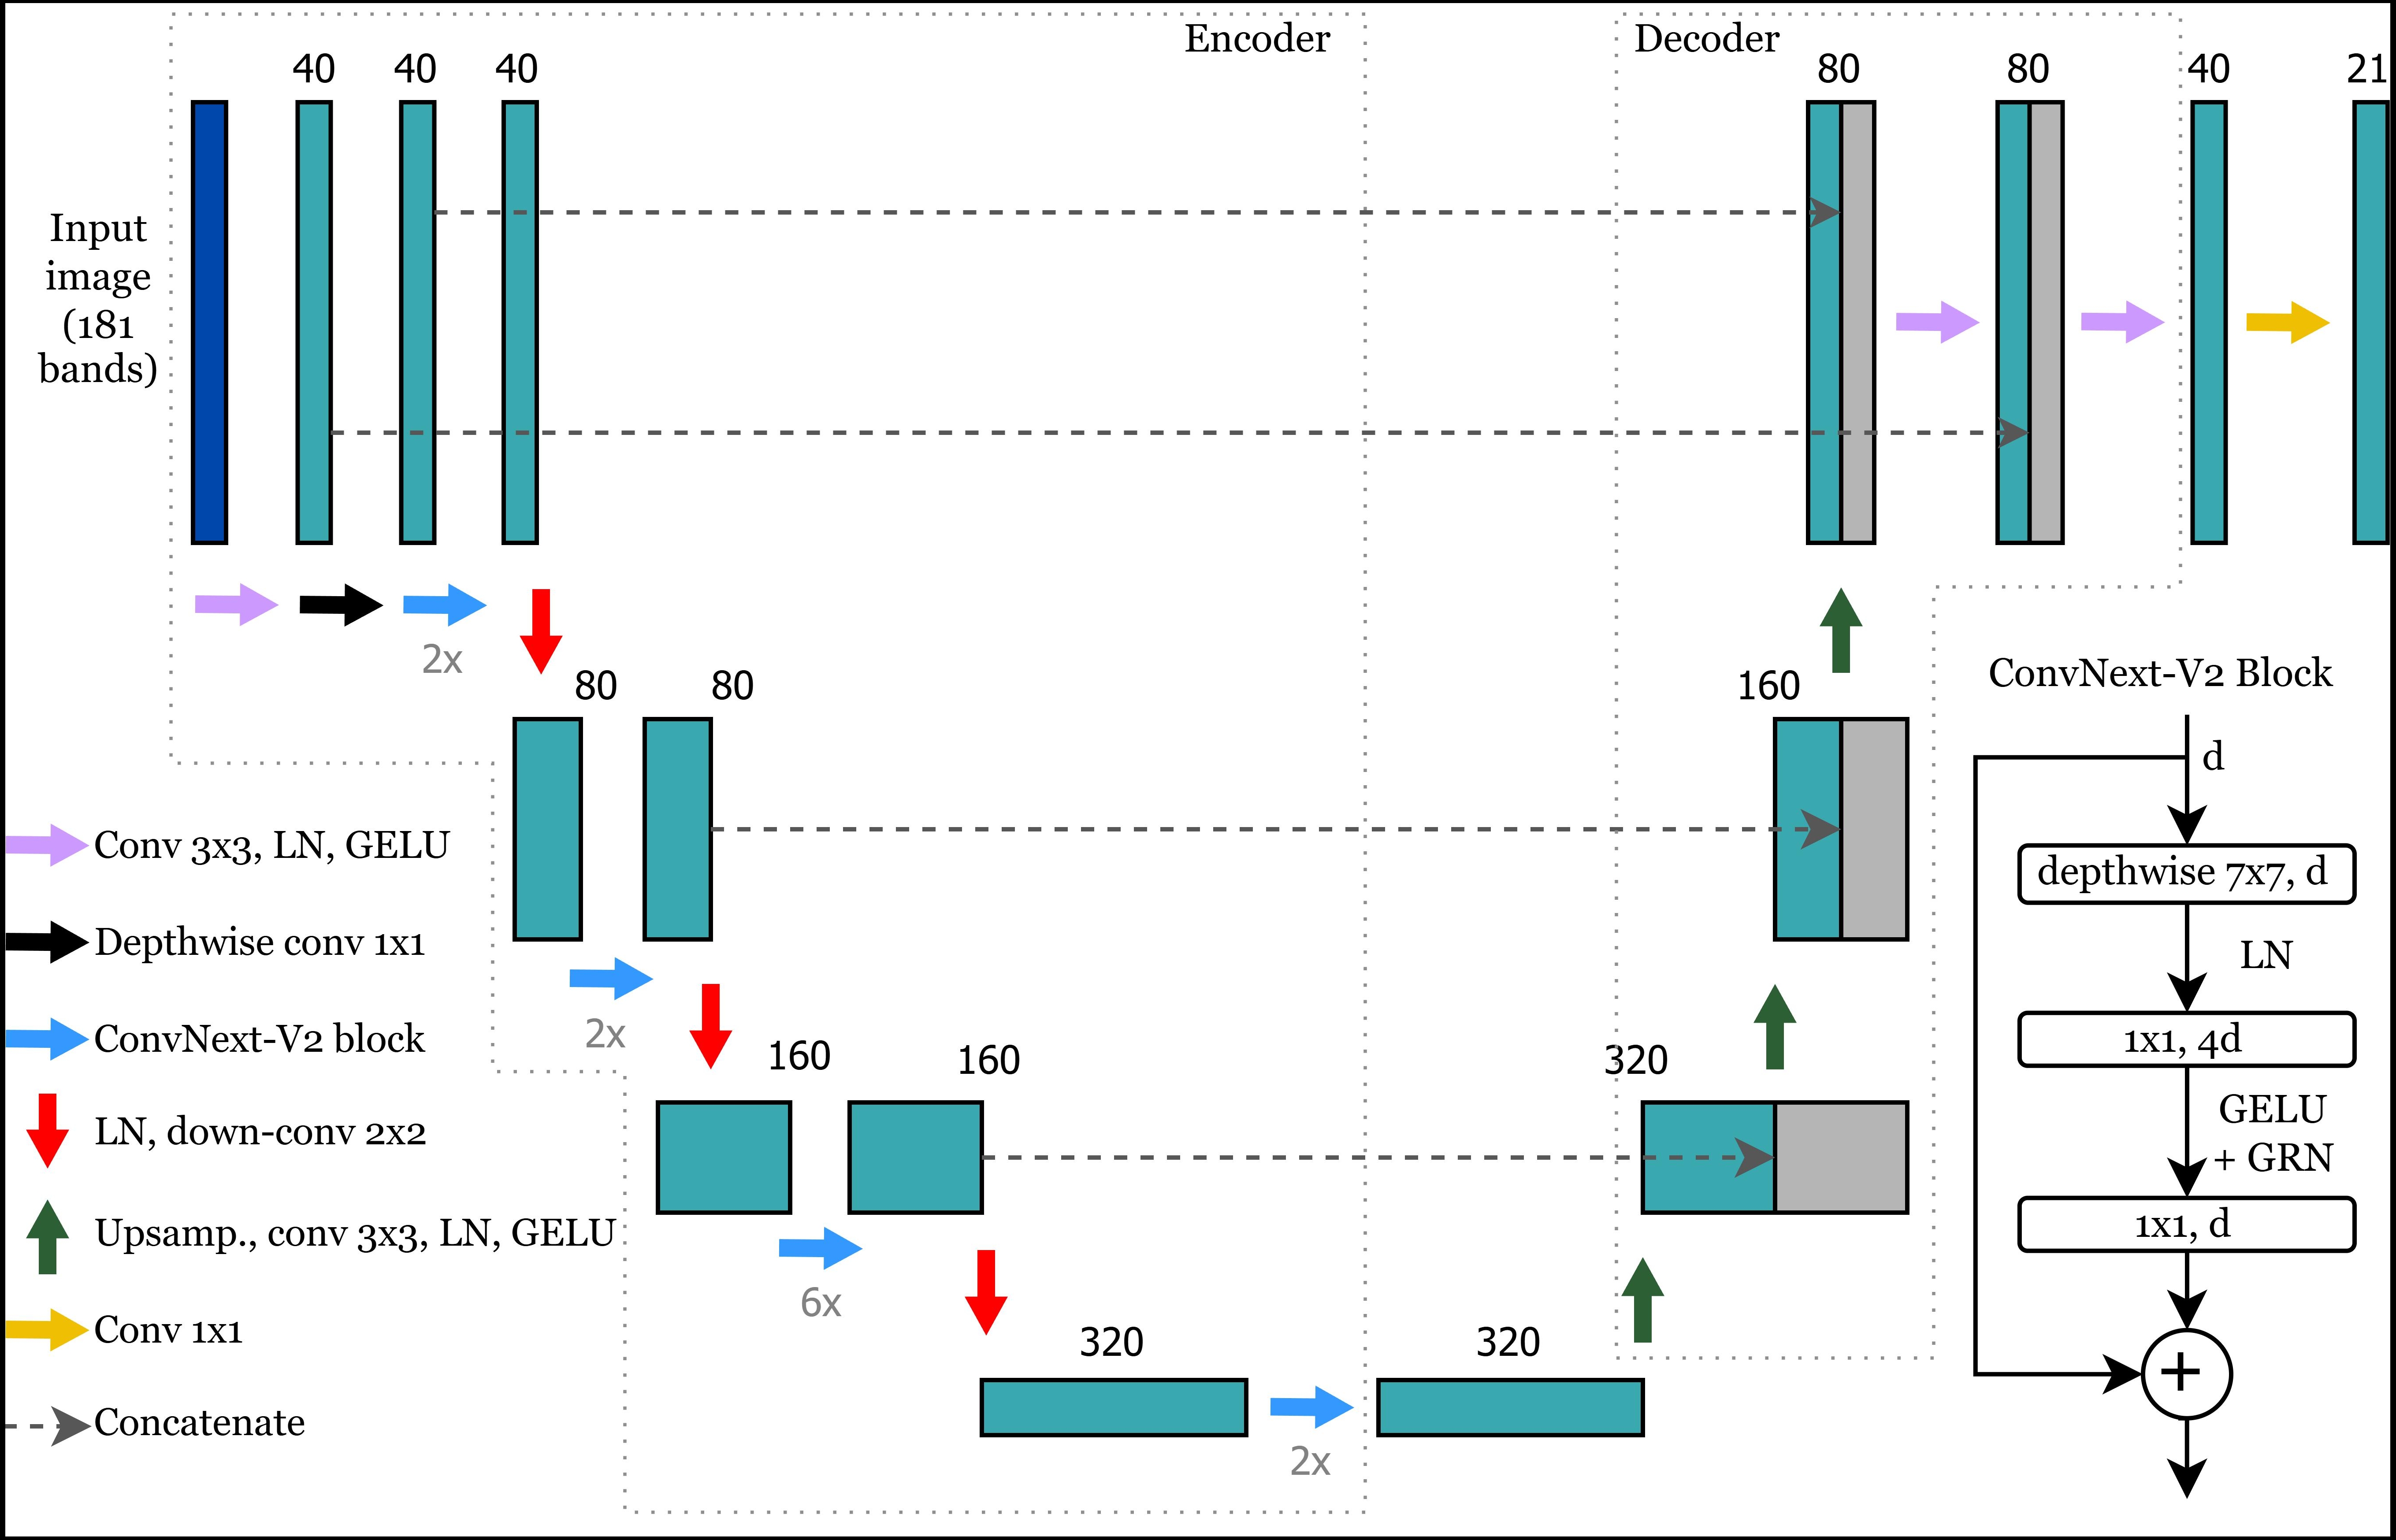 Encoder
Decoder
40
40
40
80
80
40
21
Input
image
(181
bands)
2x
80
80
160
ConvNext-V2 Block
d
Conv 3x3, LN, GELU
depthwise 7x7, d
Depthwise conv 1x1
LN
2x
160
160
320
ConvNext-V2 block
1x1, 4d
LN, down-conv 2x2
GELU
+ GRN
Upsamp., conv 3x3, LN, GELU
1x1, d
6x
Conv 1x1
320
320
+
Concatenate
2x